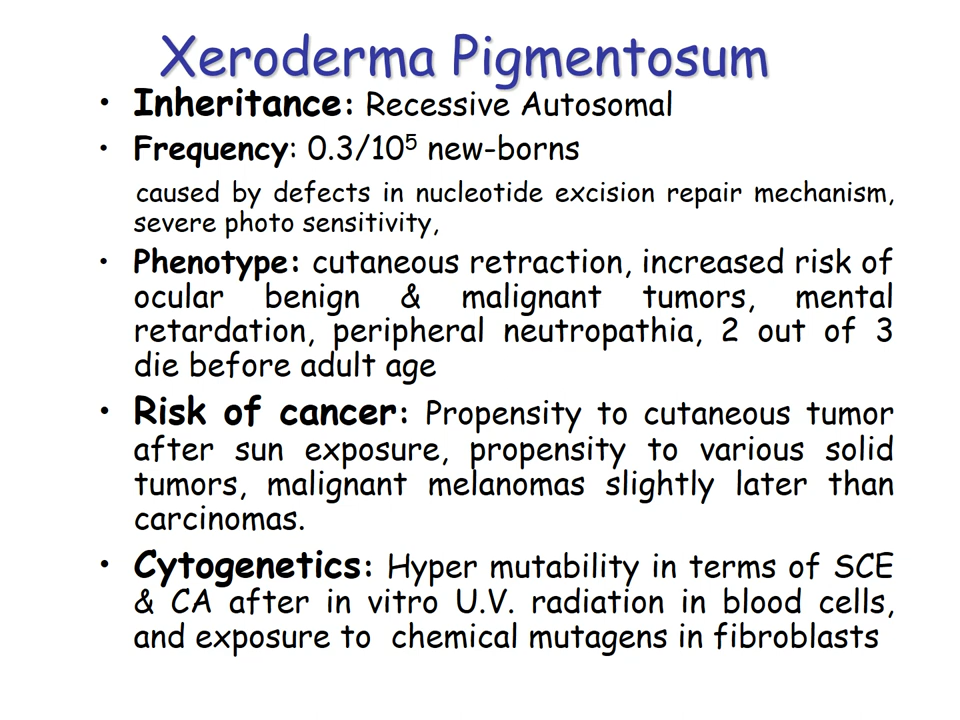 Xeroderma Pigmentosum
• Inheritance: Recessive Autosomal
• Frequency: 0.3/10⁵ new-borns
caused by defects in nucleotide excision repair mechanism,
severe photo sensitivity,
• Phenotype: cutaneous retraction, increased risk of
ocular benign & malignant tumors, mental
retardation, peripheral neutropathia, 2 out of 3
die before adult age
• Risk of cancer: Propensity to cutaneous tumor
after sun exposure, propensity to various solid
tumors, malignant melanomas slightly later than
carcinomas.
• Cytogenetics: Hyper mutability in terms of SCE
& CA after in vitro U.V. radiation in blood cells,
and exposure to chemical mutagens in fibroblasts